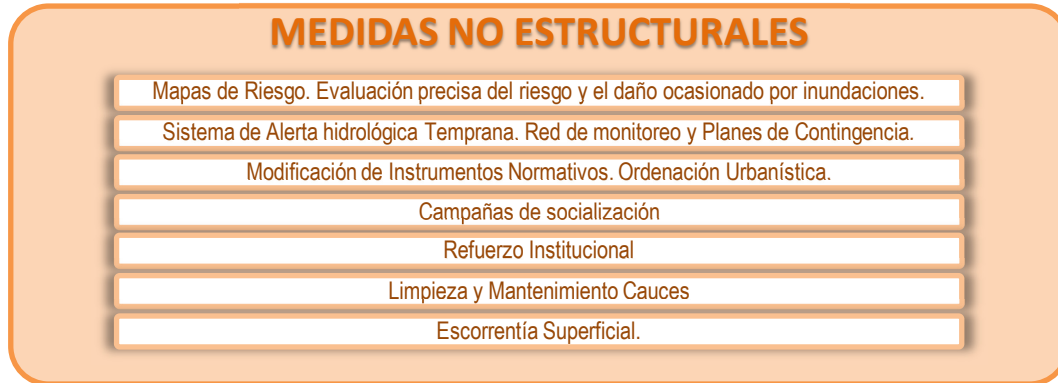 MEDIDAS NO ESTRUCTURALES
Mapas de Riesgo. Evaluación precisa del riesgo y el daño ocasionado por inundaciones.
Sistema de Alerta hidrológica Temprana. Red de monitoreo y Planes de Contingencia.
Modificación de Instrumentos Normativos. Ordenación Urbanística.
Campañas de socialización
Refuerzo Institucional
Limpieza y Mantenimiento Cauces
Escorrentía Superficial.